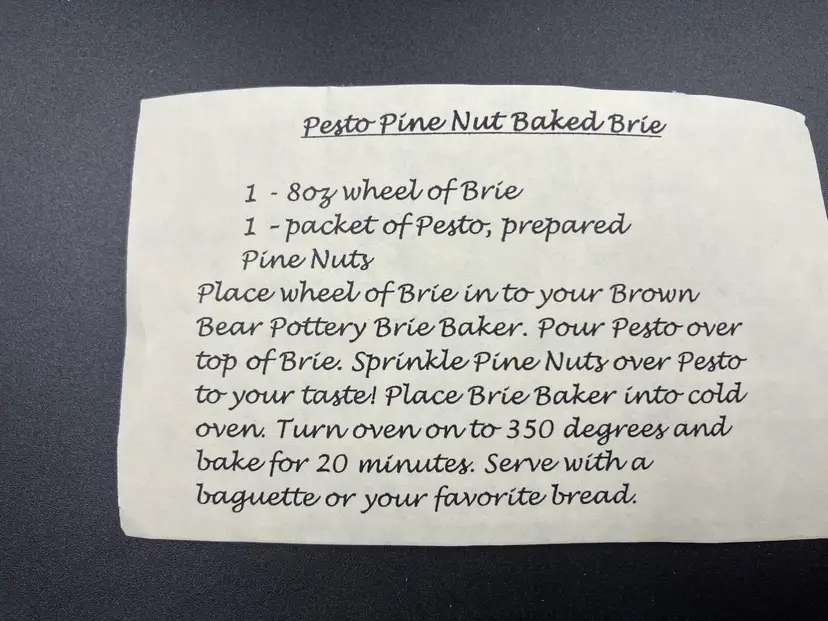 Pesto Pine Nut Baked Brie
1 - 8oz wheel of Brie
1 - packet of Pesto, prepared
Pine Nuts
Place wheel of Brie in to your Brown
Bear Pottery Brie Baker. Pour Pesto over
top of Brie. Sprinkle Pine Nuts over Pesto
to your taste! Place Brie Baker into cold
oven. Turn oven on to 350 degrees and
bake for 20 minutes. Serve with a
baguette or your favorite bread.